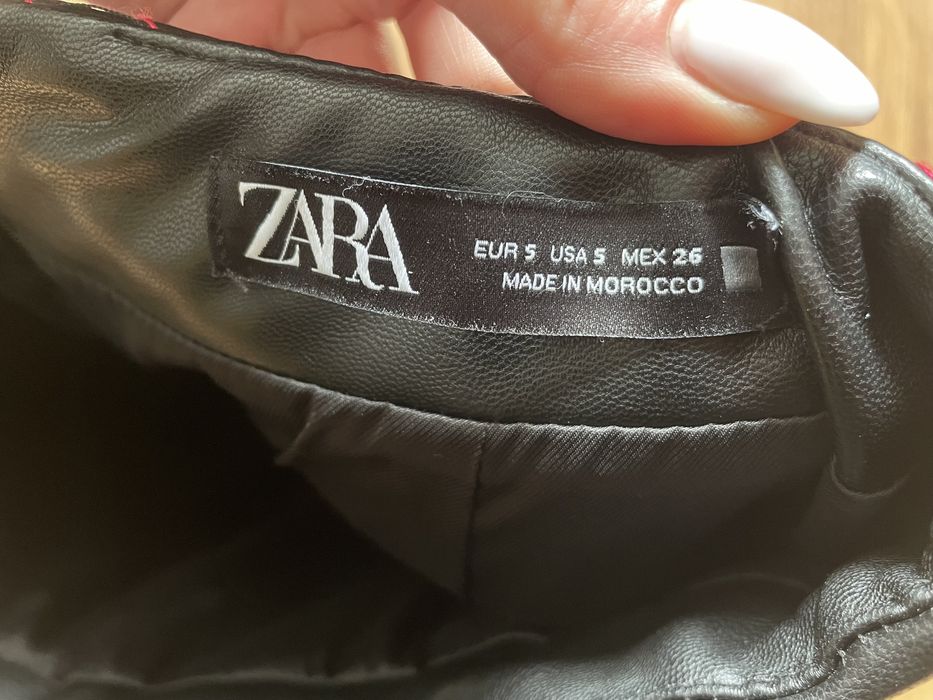 ZARA
EUR S USA S MEX 26
MADE IN MOROCCO